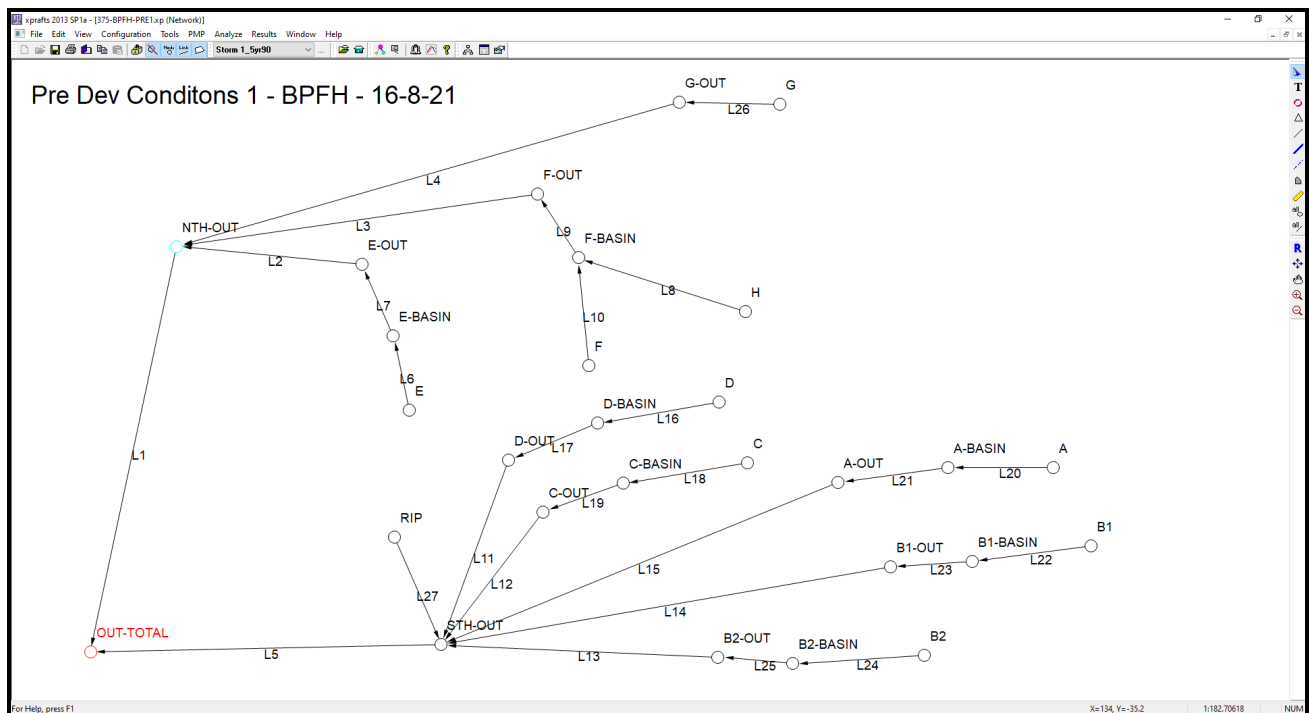 xprafts 2013 SP1a - [375-BPFH-PRE1.xp (Network)]
File Edit View Configuration Tools PMP Analyze Results Window Help
Storm 1_5yr90
Pre Dev Conditons 1 - BPFH - 16-8-21
G-OUT
G
L26
L4
F-OUT
NTH-OUT
L3
L9
F-BASIN
E-OUT
L2
L8
H
L7
E-BASIN
L10
F
L6
E
D
D-BASIN
L16
L1
D-OUT
L17
C
C-BASIN
L18
A-BASIN
A
A-OUT
L21
L20
C-OUT
L19
RIP
B1
B1-OUT
B1-BASIN
L11
L15
L23
L22
L12
L27
L14
STH-OUT
OUT-TOTAL
L5
L13
B2-OUT
B2-BASIN
B2
L25
L24
T
all
all
R
For Help, press F1
X=134, Y=-35.2
1:182.70618
NUM